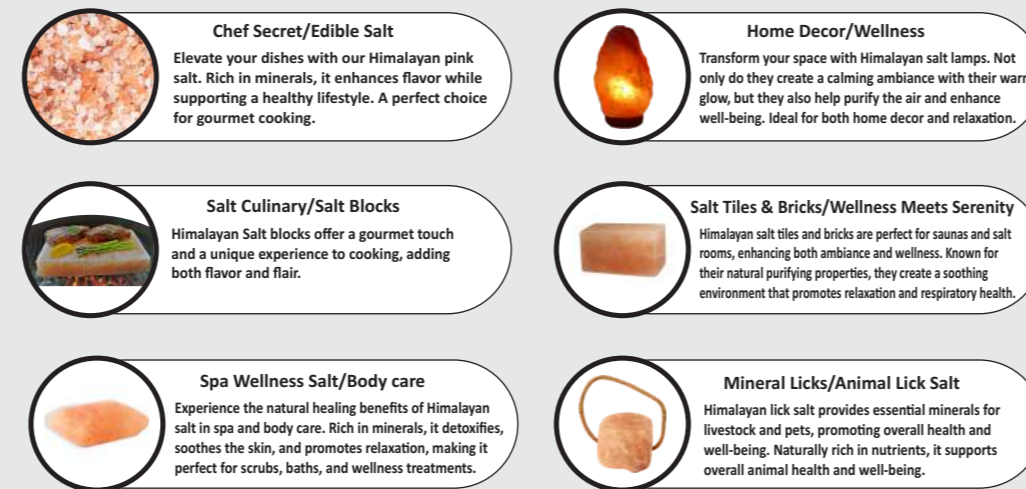 Chef Secret/Edible Salt
Elevate your dishes with our Himalayan pink
salt. Rich in minerals, it enhances flavor while
supporting a healthy lifestyle. A perfect choice
for gourmet cooking.
Home Decor/Wellness
Transform your space with Himalayan salt lamps. Not
only do they create a calming ambiance with their warm
glow, but they also help purify the air and enhance
well-being. Ideal for both home decor and relaxation.
Salt Culinary/Salt Blocks
Himalayan Salt blocks offer a gourmet touch
and a unique experience to cooking, adding
both flavor and flair.
Salt Tiles & Bricks/Wellness Meets Serenity
Himalayan salt tiles and bricks are perfect for saunas and salt
rooms, enhancing both ambiance and wellness. Known for
their natural purifying properties, they create a soothing
environment that promotes relaxation and respiratory health.
Spa Wellness Salt/Body care
Experience the natural healing benefits of Himalayan
salt in spa and body care. Rich in minerals, it detoxifies,
soothes the skin, and promotes relaxation, making it
perfect for scrubs, baths, and wellness treatments.
Mineral Licks/Animal Lick Salt
Himalayan lick salt provides essential minerals for
livestock and pets, promoting overall health and
well-being. Naturally rich in nutrients, it supports
overall animal health and well-being.